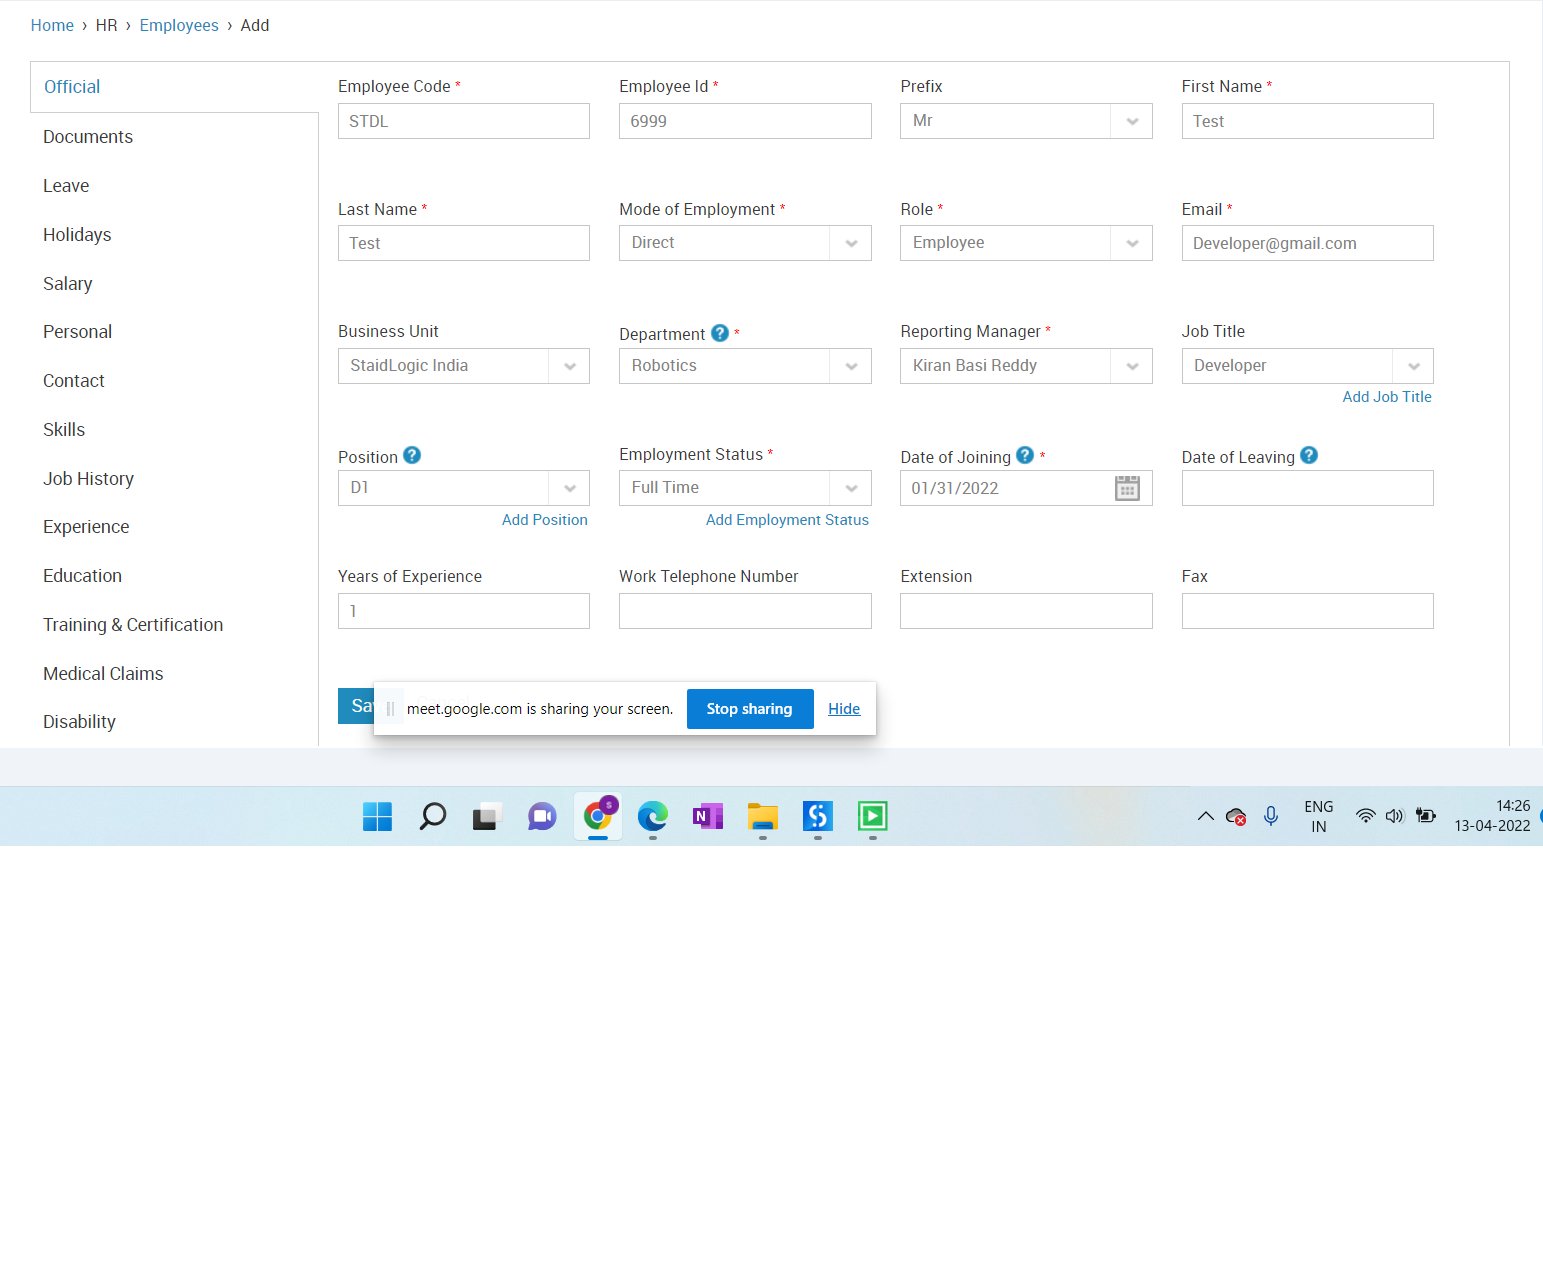 Home › HR › Employees › Add
Official
Documents
Leave
Holidays
Salary
Personal
Contact
Skills
Job History
Experience
Education
Training & Certification
Medical Claims
Disability
Employee Code * Employee Id * Prefix First Name *
STDL 6999 Mr Test
Last Name * Mode of Employment * Role * Email *
Test Direct Employee Developer@gmail.com
Business Unit Department ? * Reporting Manager * Job Title
StaidLogic India Robotics Kiran Basi Reddy Developer
Add Job Title
Position ? Employment Status * Date of Joining ? * Date of Leaving ?
D1 Full Time 01/31/2022
Add Position Add Employment Status
Years of Experience Work Telephone Number Extension Fax
1
meet.google.com is sharing your screen. Stop sharing Hide
S
N
ENG
IN
14:26
13-04-2022